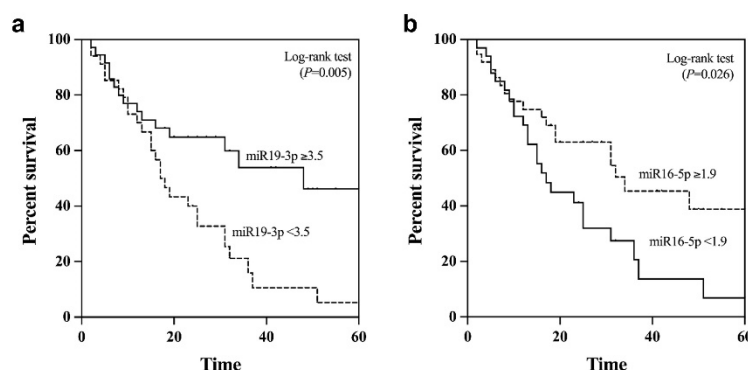 a
100
80
60
40
20
0
Percent survival
Log-rank test
(P=0.005)
miR19-3p ≥3.5
miR19-3p <3.5
0
20
40
60
Time
b
100
80
60
40
20
0
Percent survival
Log-rank test
(P=0.026)
miR16-5p ≥1.9
miR16-5p <1.9
0
20
40
60
Time